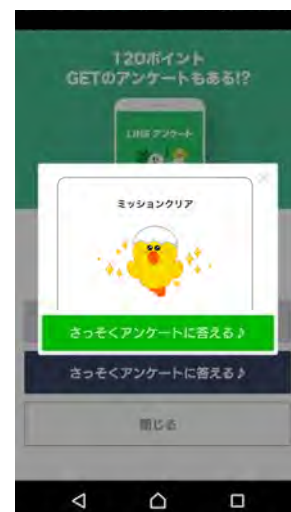 120ポイント
GETのアンケートもある!?
LINE アンケート
ミッションクリア
さっそくアンケートに答える♪
さっそくアンケートに答える♪
閉じる